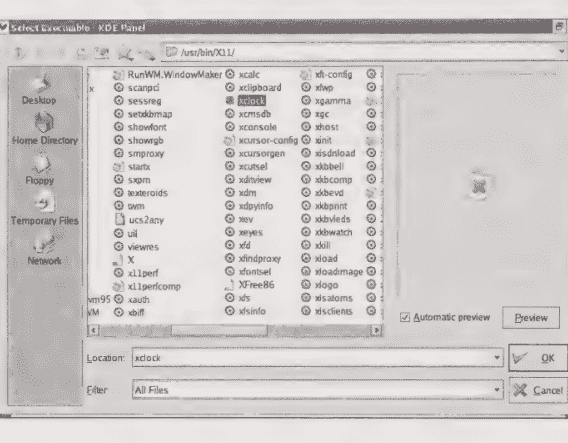 Select Executable - KDE Panel
/usr/bin/X11/
Desktop
Home Directory
Floppy
Temporary Files
Network
x
vm95
VM
RunWM.WindowMaker
scanpci
sessreg
setxkbmap
showfont
showrgb
smproxy
startx
sxpm
texteroids
twm
ucs2any
uil
viewres
X
x11perf
x11perfcomp
xauth
xbiff
xcalc
xclipboard
xclock
xcmsdb
xconsole
xcursor-config
xcursorgen
xcutsel
xditview
xdm
xdpyinfo
xev
xeyes
xfd
xfindproxy
xfontsel
XFree86
xfs
xfsinfo
xft-config
xfwp
xgamma
xgc
xhost
xinit
xisdnload
xkbbell
xkbcomp
xkbevd
xkbprint
xkbvleds
xkbwatch
xkill
xload
xloadimage
xlogo
xlsatoms
xlsclients
Automatic preview
Preview
Location: xclock
OK
Filter: All Files
Cancel